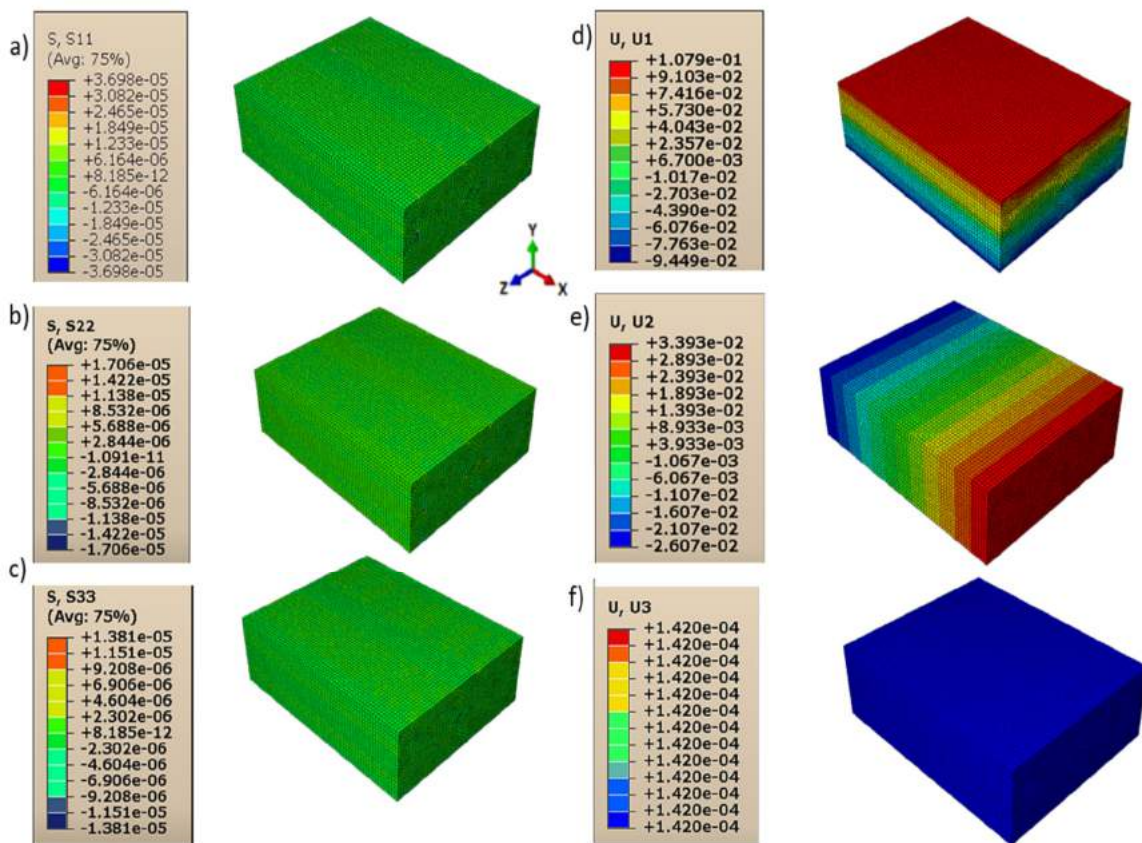 a)
S, S11
(Avg: 75%)
+3.698e-05
+3.082e-05
+2.465e-05
+1.849e-05
+1.233e-05
+6.164e-06
+8.185e-12
-6.164e-06
-1.233e-05
-1.849e-05
-2.465e-05
-3.082e-05
-3.698e-05
d)
U, U1
+1.079e-01
+9.103e-02
+7.416e-02
+5.730e-02
+4.043e-02
+2.357e-02
+6.700e-03
-1.017e-02
-2.703e-02
-4.390e-02
-6.076e-02
-7.763e-02
-9.449e-02
Y
Z
X
b)
S, S22
(Avg: 75%)
+1.706e-05
+1.422e-05
+1.138e-05
+8.532e-06
+5.688e-06
+2.844e-06
-1.091e-11
-2.844e-06
-5.688e-06
-8.532e-06
-1.138e-05
-1.422e-05
-1.706e-05
e)
U, U2
+3.393e-02
+2.893e-02
+2.393e-02
+1.893e-02
+1.393e-02
+8.933e-03
+3.933e-03
-1.067e-03
-6.067e-03
-1.107e-02
-1.607e-02
-2.107e-02
-2.607e-02
c)
S, S33
(Avg: 75%)
+1.381e-05
+1.151e-05
+9.208e-06
+6.906e-06
+4.604e-06
+2.302e-06
+8.185e-12
-2.302e-06
-4.604e-06
-6.906e-06
-9.208e-06
-1.151e-05
-1.381e-05
f)
U, U3
+1.420e-04
+1.420e-04
+1.420e-04
+1.420e-04
+1.420e-04
+1.420e-04
+1.420e-04
+1.420e-04
+1.420e-04
+1.420e-04
+1.420e-04
+1.420e-04
+1.420e-04